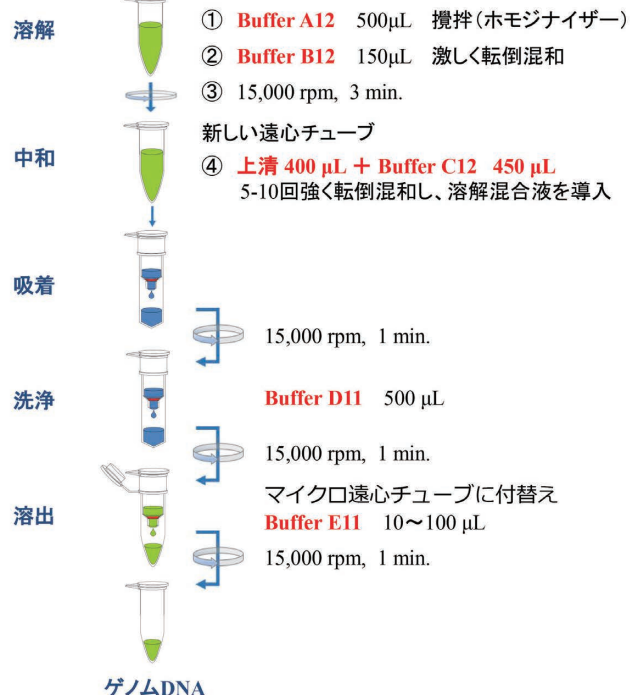 溶解
① Buffer A12 500μL 攪拌(ホモジナイザー)
② Buffer B12 150μL 激しく転倒混和
③ 15,000 rpm, 3 min.
新しい遠心チューブ
中和
④ 上清 400 μL + Buffer C12 450 μL
5-10回強く転倒混和し、溶解混合液を導入
吸着
15,000 rpm, 1 min.
洗浄
Buffer D11 500 μL
15,000 rpm, 1 min.
マイクロ遠心チューブに付替え
溶出
Buffer E11 10~100 μL
15,000 rpm, 1 min.
ゲノムDNA